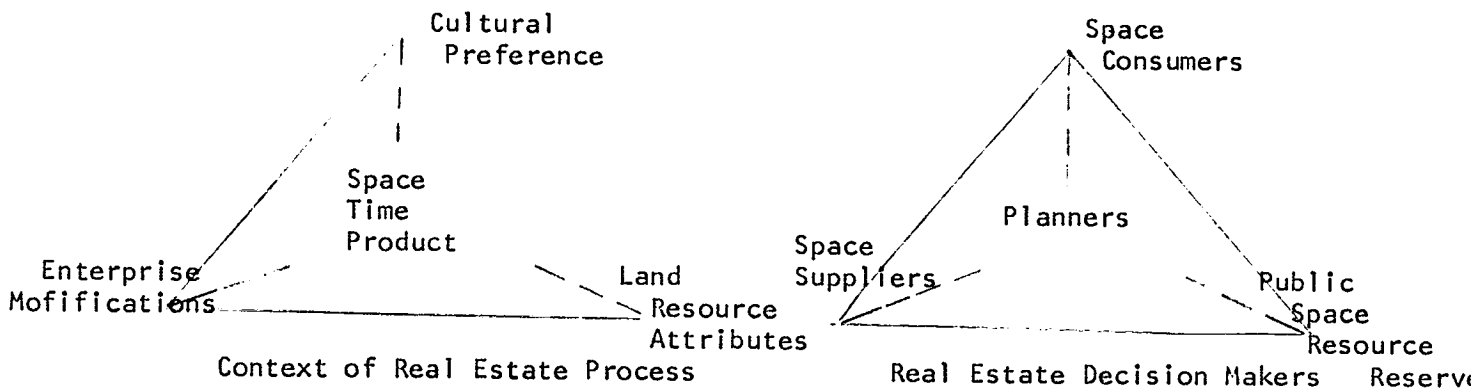 Cultural
Preference
Space
Time
Product
Enterprise
Mofifications
Land
Resource
Attributes
Context of Real Estate Process
Space
Consumers
Planners
Space
Suppliers
Public
Space
Resource
Reserve
Real Estate Decision Makers